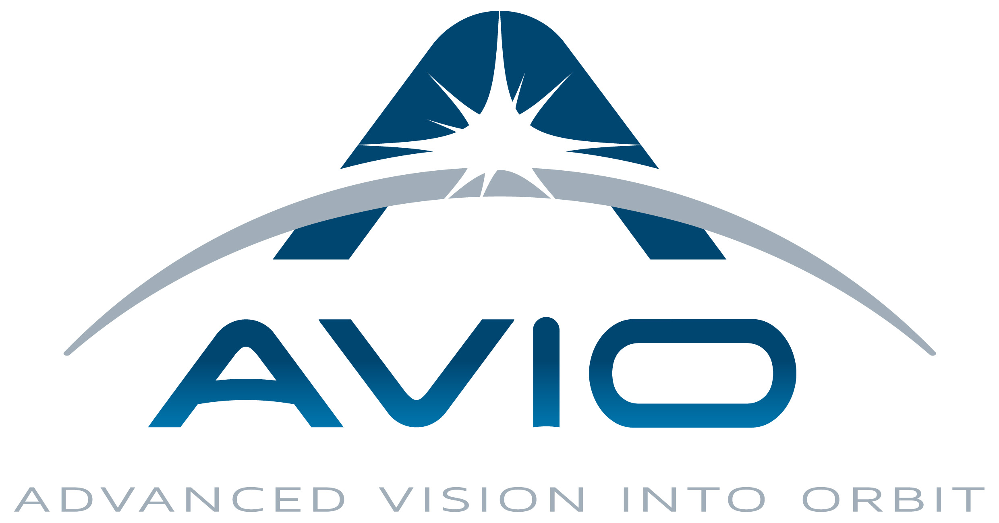 AVIO
ADVANCED VISION INTO ORBIT